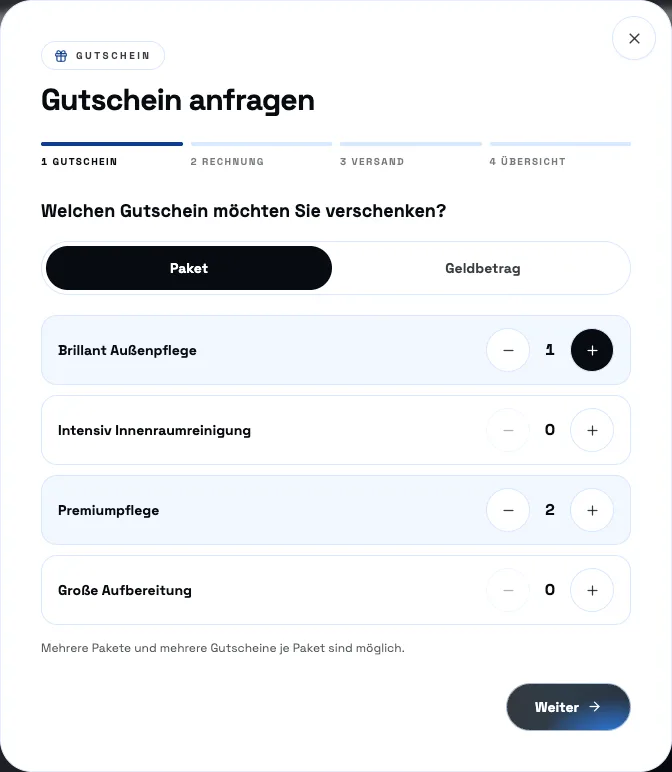 GUTSCHEIN
Gutschein anfragen
1 GUTSCHEIN 2 RECHNUNG 3 VERSAND 4 ÜBERSICHT
Welchen Gutschein möchten Sie verschenken?
Paket Geldbetrag
Brillant Außenpflege − 1 +
Intensiv Innenraumreinigung − 0 +
Premiumpflege − 2 +
Große Aufbereitung − 0 +
Mehrere Pakete und mehrere Gutscheine je Paket sind möglich.
Weiter →